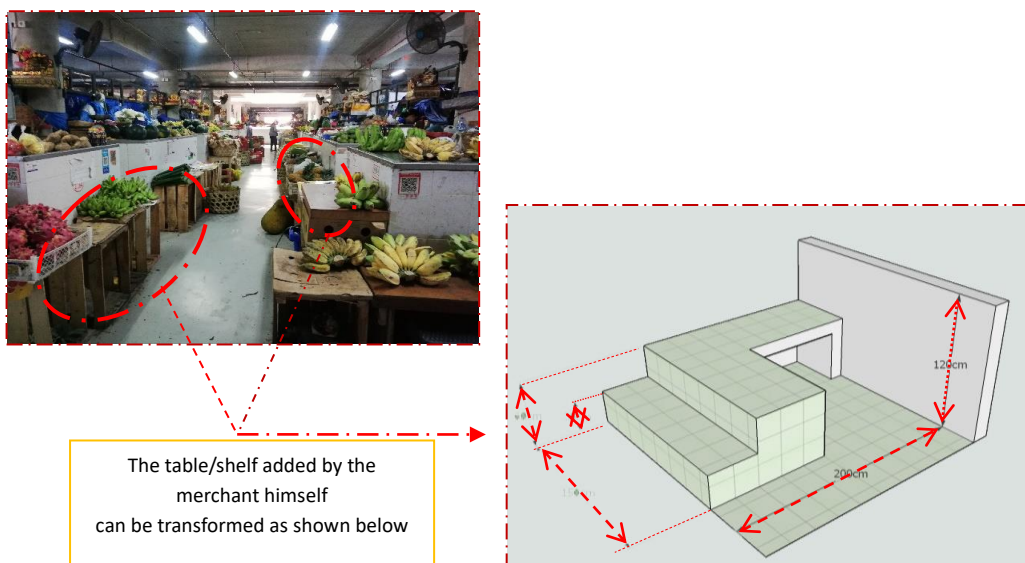 The table/shelf added by the
merchant himself
can be transformed as shown below
120cm
200cm